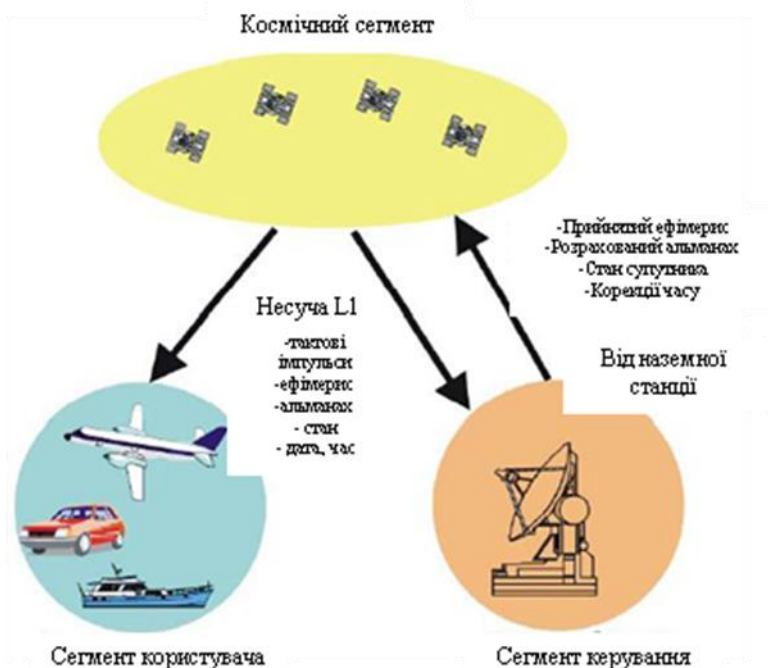 Космічний сегмент
-Прийнятий ефімерис
-Розрахований альманах
-Стан супутника
-Корекції часу
Несуча L1
-тактові
імпульси
-ефімерис
-альманах
- стан
- дата, час
Від наземної
станції
Сегмент користувача
Сегмент керування